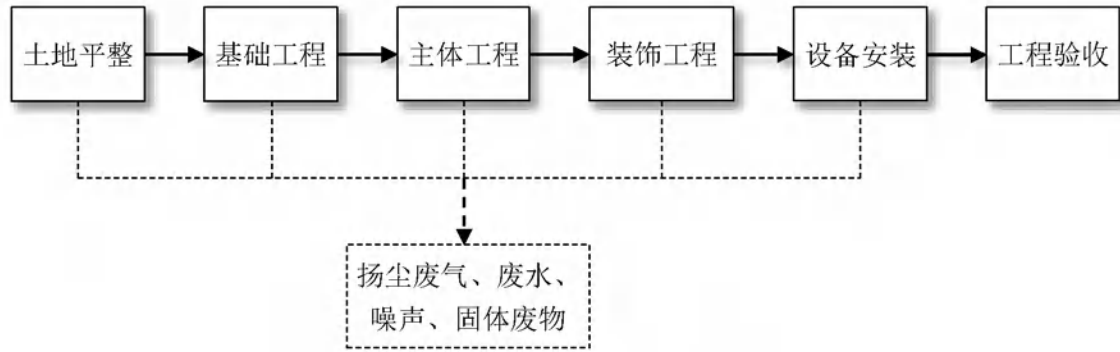 土地平整
基础工程
主体工程
装饰工程
设备安装
工程验收
扬尘废气、废水、
噪声、固体废物